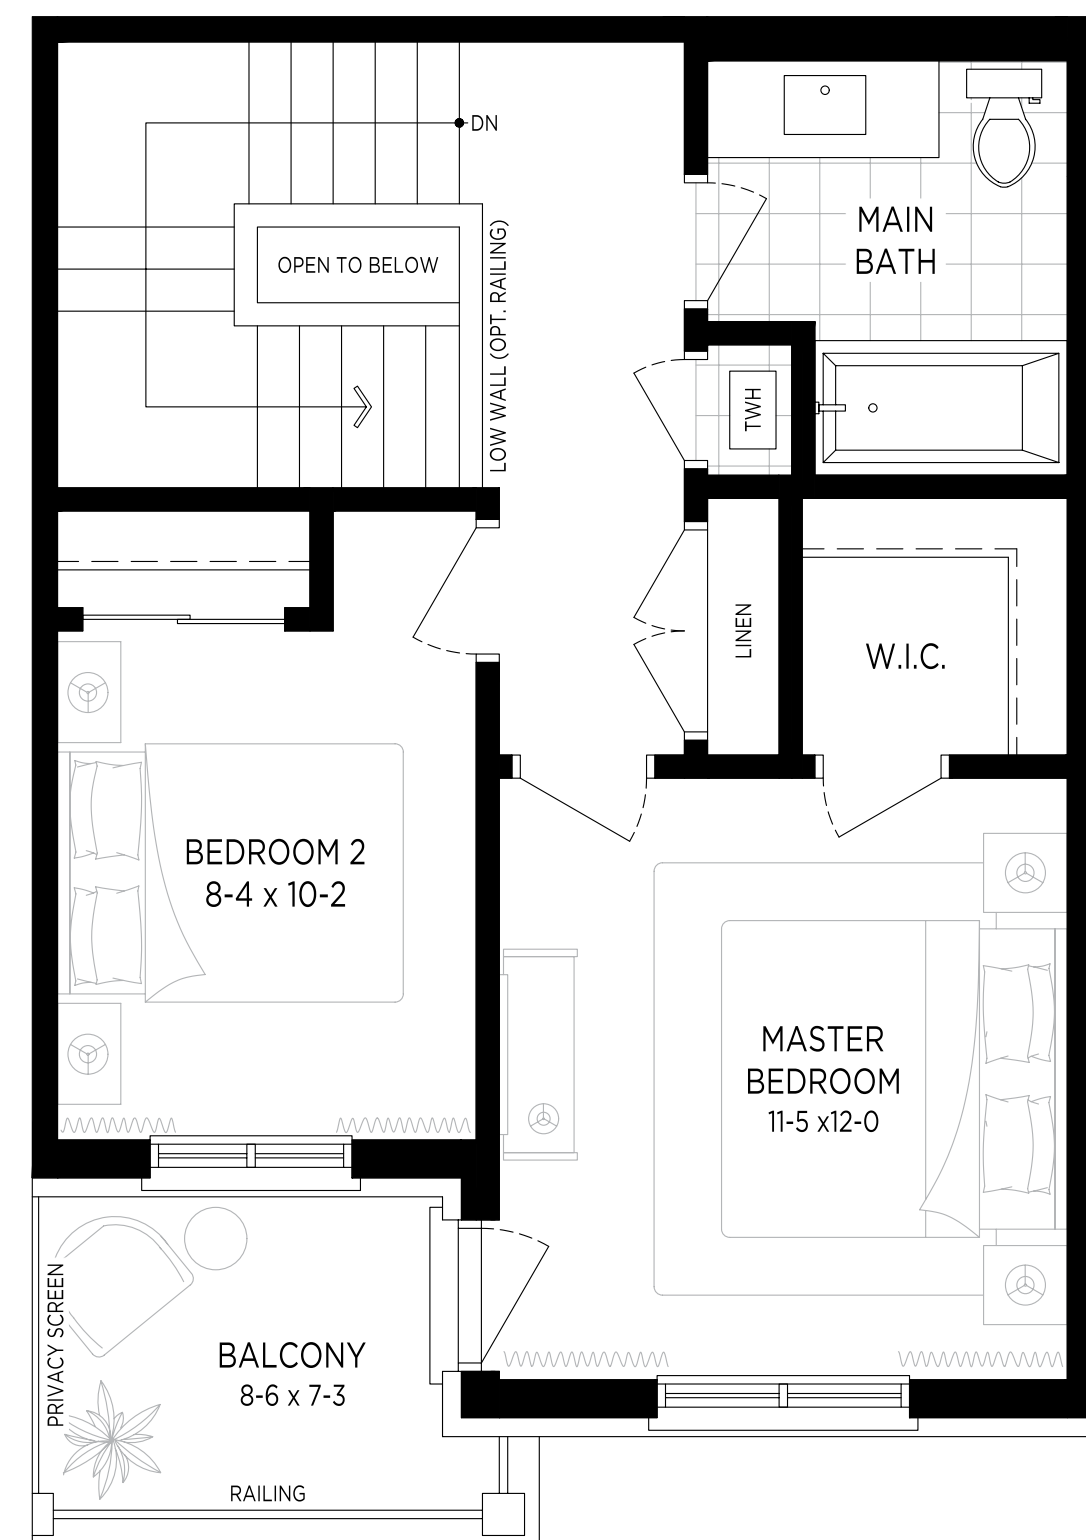 DN
MAIN
BATH
OPEN TO BELOW
LOW WALL (OPT. RAILING)
TWH
LINEN
W.I.C.
BEDROOM 2
8-4 x 10-2
MASTER
BEDROOM
11-5 x12-0
PRIVACY SCREEN
BALCONY
8-6 x 7-3
RAILING